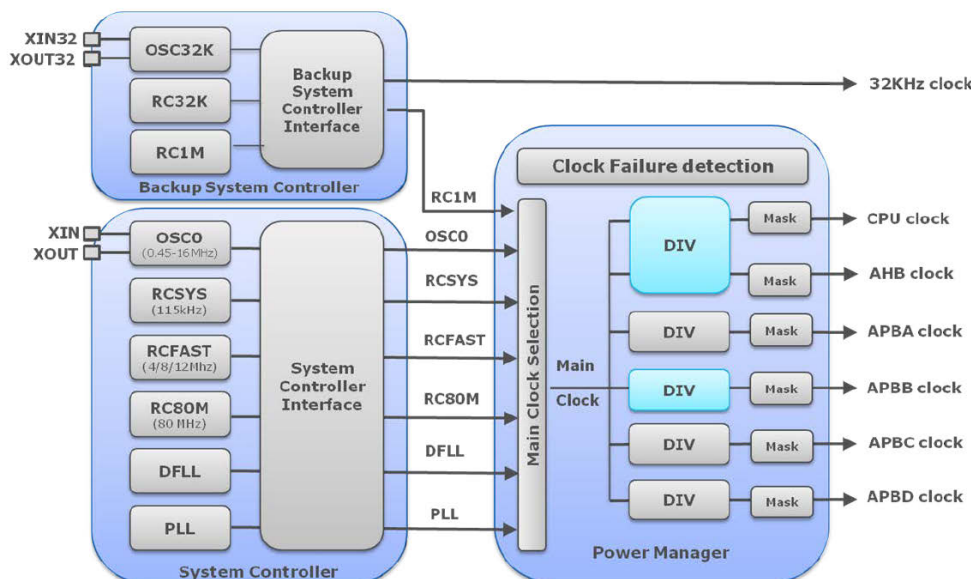 XIN32
XOUT32
OSC32K
RC32K
RC1M
Backup
System
Controller
Interface
Backup System Controller
32KHz clock
XIN
XOUT
OSC0
(0.45-16MHz)
RCSYS
(115kHz)
RCFAST
(4/8/12Mhz)
RC80M
(80 MHz)
DFLL
PLL
System
Controller
Interface
System Controller
RC1M
OSC0
RCSYS
RCFAST
RC80M
DFLL
PLL
Clock Failure detection
Main Clock Selection
Main
Clock
DIV
DIV
DIV
DIV
DIV
Mask
Mask
Mask
Mask
Mask
Mask
Power Manager
CPU clock
AHB clock
APBA clock
APBB clock
APBC clock
APBD clock